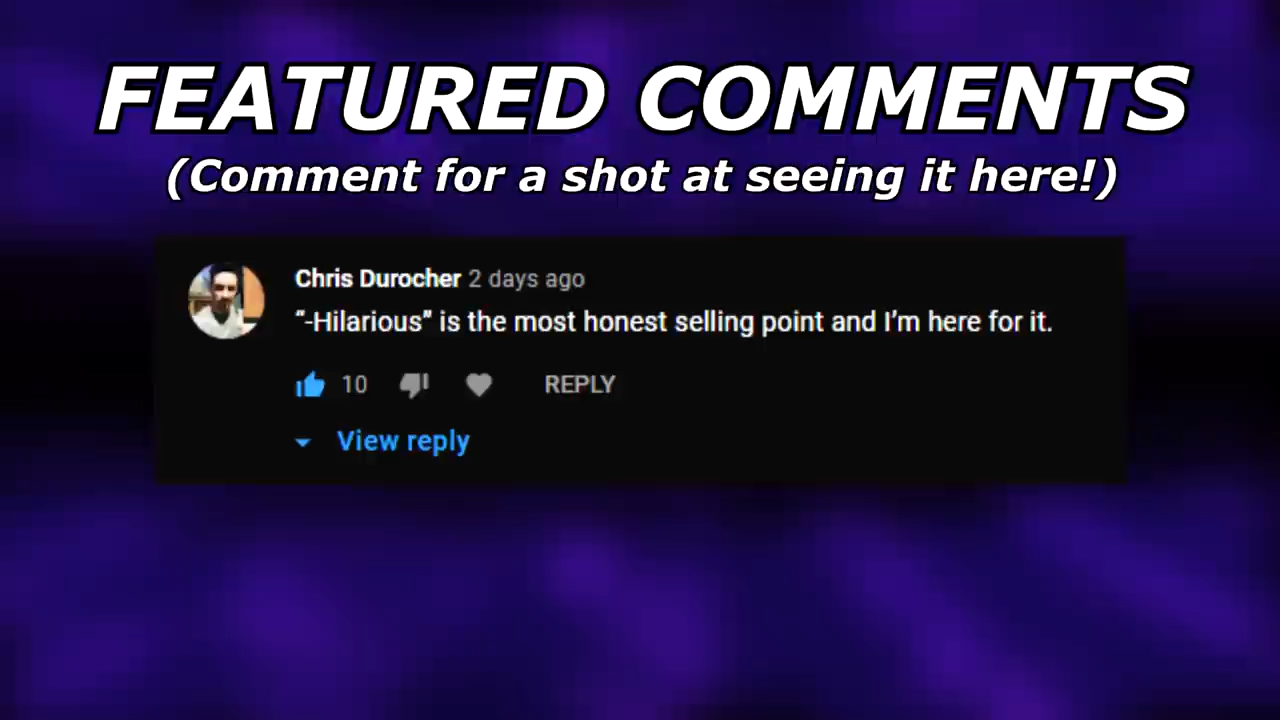 FEATURED COMMENTS
(Comment for a shot at seeing it here!)
Chris Durocher 2 days ago
“-Hilarious” is the most honest selling point and I’m here for it.
10 REPLY
View reply